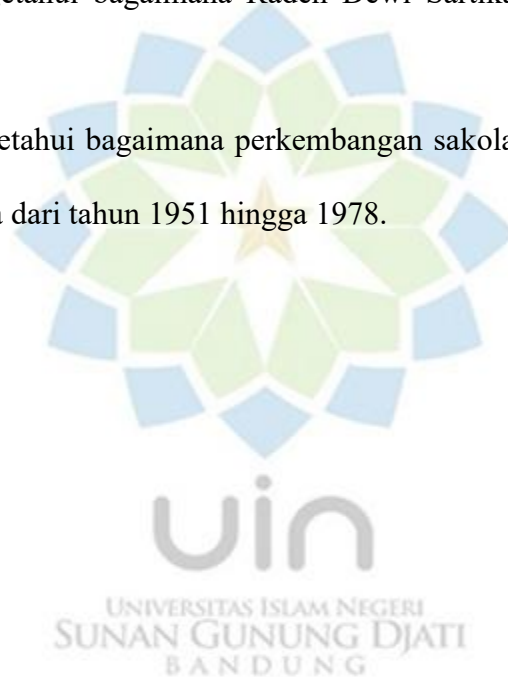 etahui bagaimana Raden Dewi Sartika
etahui bagaimana perkembangan sakola
a dari tahun 1951 hingga 1978.
uin
UNIVERSITAS ISLAM NEGERI
SUNAN GUNUNG DJATI
BANDUNG